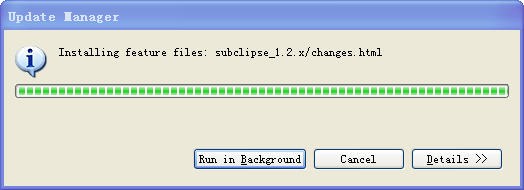 Update Manager
Installing feature files: subclipse_1.2.x/changes.html
Run in Background Cancel Details >>